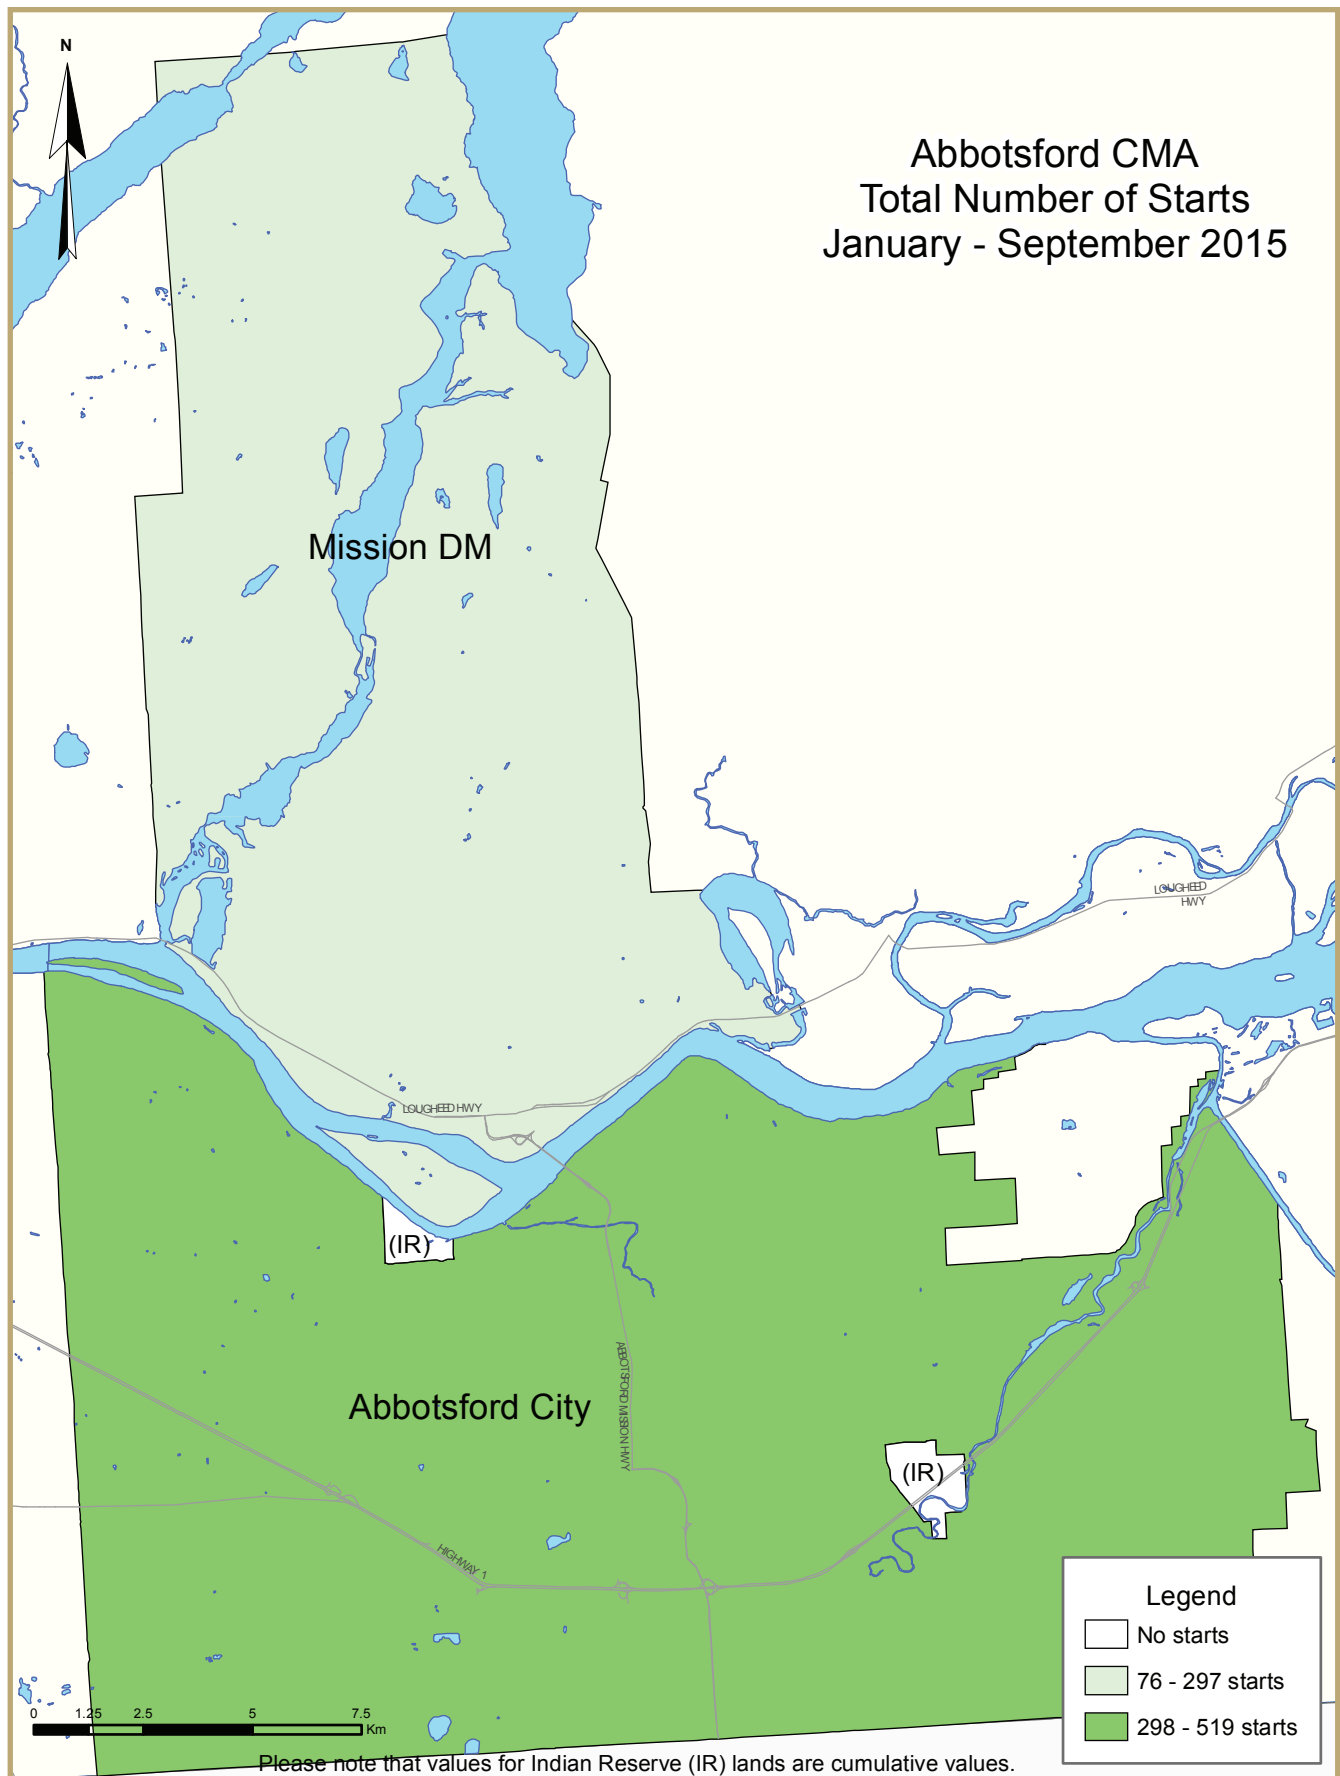 N
Abbotsford CMA
Total Number of Starts
January - September 2015
Mission DM
LOUGHEED
HWY
LOUGHEED HWY
(IR)
ABBOTSFORD MISSION HWY
Abbotsford City
(IR)
HIGHWAY 1
Legend
No starts
76 - 297 starts
298 - 519 starts
0 1.25 2.5 5 7.5
Km
Please note that values for Indian Reserve (IR) lands are cumulative values.